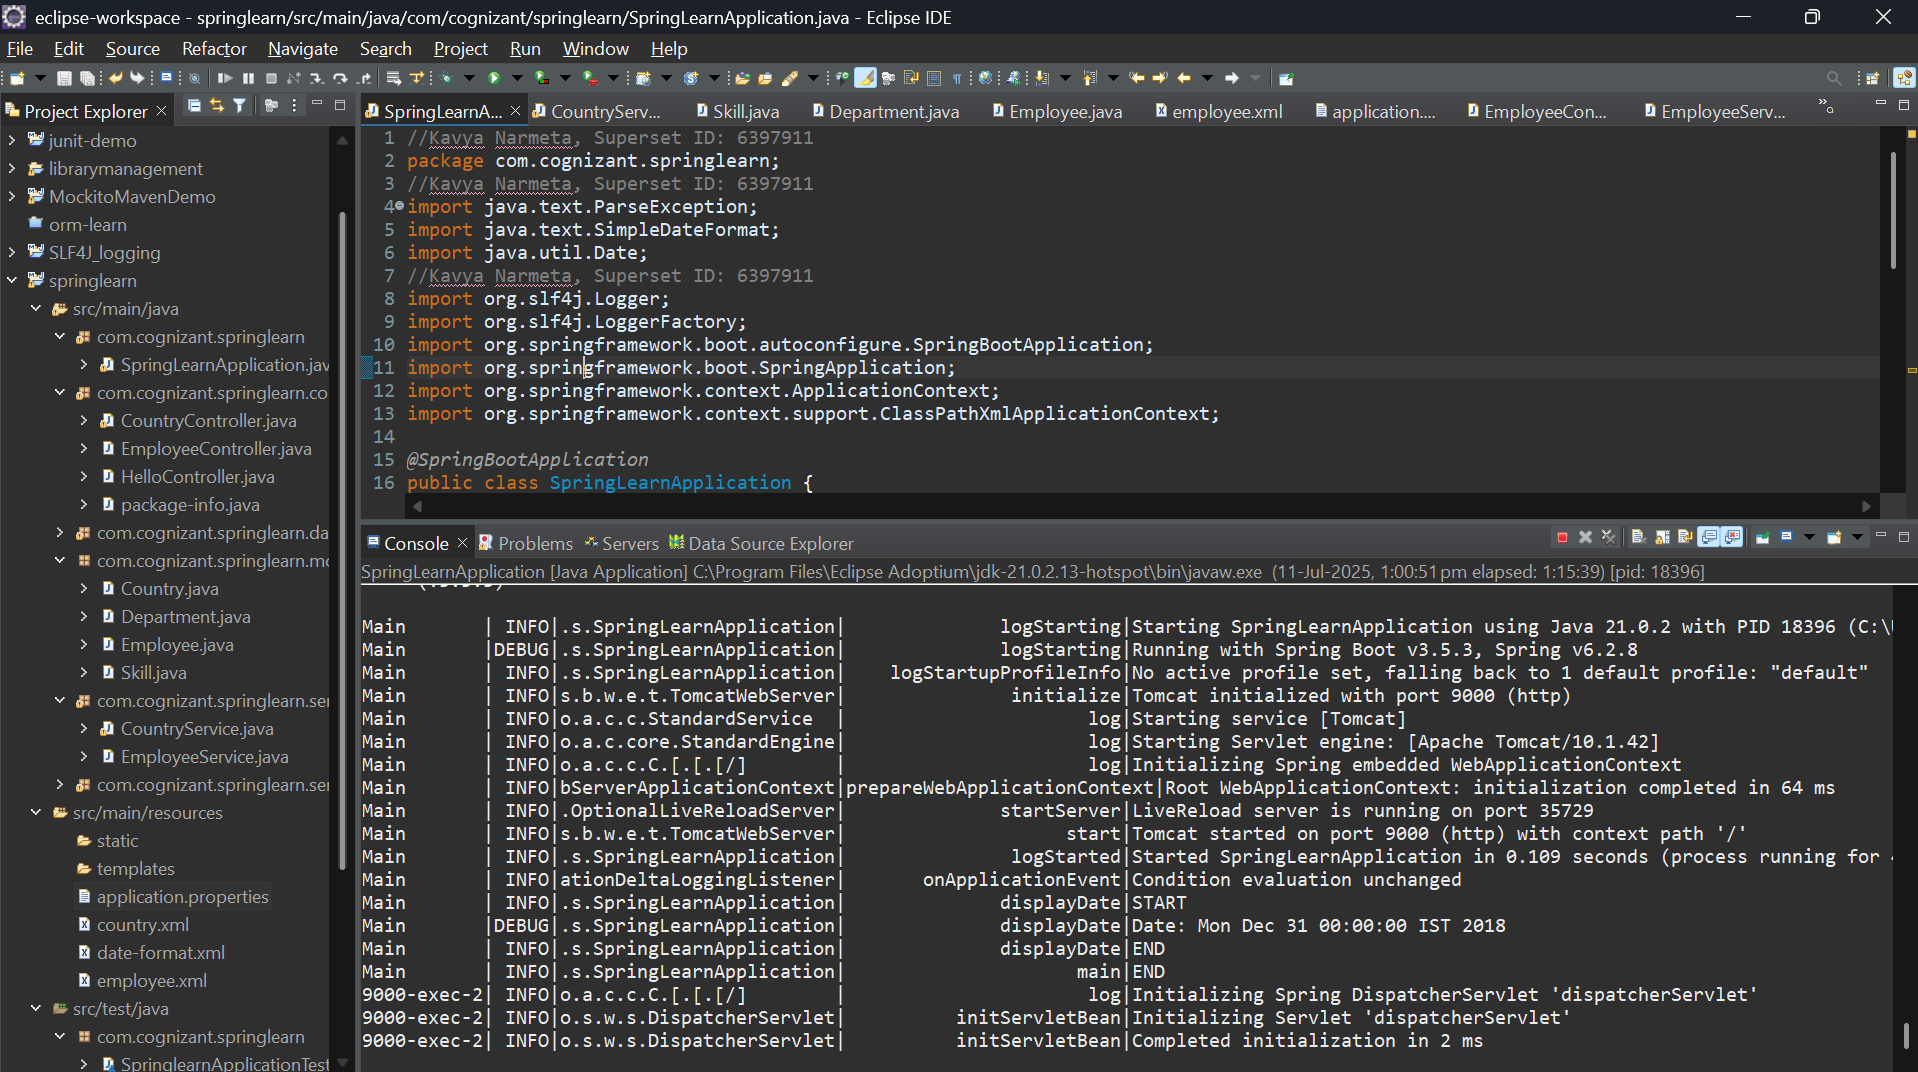 eclipse-workspace - springlearn/src/main/java/com/cognizant/springlearn/SpringLearnApplication.java - Eclipse IDE
File Edit Source Refactor Navigate Search Project Run Window Help
Project Explorer
junit-demo
librarymanagement
MockitoMavenDemo
orm-learn
SLF4J_logging
springlearn
src/main/java
com.cognizant.springlearn
SpringLearnApplication.jav
com.cognizant.springlearn.co
CountryController.java
EmployeeController.java
HelloController.java
package-info.java
com.cognizant.springlearn.da
com.cognizant.springlearn.mo
Country.java
Department.java
Employee.java
Skill.java
com.cognizant.springlearn.ser
CountryService.java
EmployeeService.java
com.cognizant.springlearn.ser
src/main/resources
static
templates
application.properties
country.xml
date-format.xml
employee.xml
src/test/java
com.cognizant.springlearn
SpringlearnApplicationTest
SpringLearnA... CountryServ... Skill.java Department.java Employee.java employee.xml application.... EmployeeCon... EmployeeServ...
1 //Kavya Narmeta, Superset ID: 6397911
2 package com.cognizant.springlearn;
3 //Kavya Narmeta, Superset ID: 6397911
4 import java.text.ParseException;
5 import java.text.SimpleDateFormat;
6 import java.util.Date;
7 //Kavya Narmeta, Superset ID: 6397911
8 import org.slf4j.Logger;
9 import org.slf4j.LoggerFactory;
10 import org.springframework.boot.autoconfigure.SpringBootApplication;
11 import org.springframework.boot.SpringApplication;
12 import org.springframework.context.ApplicationContext;
13 import org.springframework.context.support.ClassPathXmlApplicationContext;
14
15 @SpringBootApplication
16 public class SpringLearnApplication {
Console Problems Servers Data Source Explorer
SpringLearnApplication [Java Application] C:\Program Files\Eclipse Adoptium\jdk-21.0.2.13-hotspot\bin\javaw.exe (11-Jul-2025, 1:00:51 pm elapsed: 1:15:39) [pid: 18396]
Main | INFO|.s.SpringLearnApplication| logStarting|Starting SpringLearnApplication using Java 21.0.2 with PID 18396 (C:\
Main |DEBUG|.s.SpringLearnApplication| logStarting|Running with Spring Boot v3.5.3, Spring v6.2.8
Main | INFO|.s.SpringLearnApplication| logStartupProfileInfo|No active profile set, falling back to 1 default profile: "default"
Main | INFO|s.b.w.e.t.TomcatWebServer| initialize|Tomcat initialized with port 9000 (http)
Main | INFO|o.a.c.c.StandardService | log|Starting service [Tomcat]
Main | INFO|o.a.c.core.StandardEngine| log|Starting Servlet engine: [Apache Tomcat/10.1.42]
Main | INFO|o.a.c.c.C.[.[.[/] | log|Initializing Spring embedded WebApplicationContext
Main | INFO|bServerApplicationContext|prepareWebApplicationContext|Root WebApplicationContext: initialization completed in 64 ms
Main | INFO|.OptionalLiveReloadServer| startServer|LiveReload server is running on port 35729
Main | INFO|s.b.w.e.t.TomcatWebServer| start|Tomcat started on port 9000 (http) with context path '/'
Main | INFO|.s.SpringLearnApplication| logStarted|Started SpringLearnApplication in 0.109 seconds (process running for
Main | INFO|ationDeltaLoggingListener| onApplicationEvent|Condition evaluation unchanged
Main | INFO|.s.SpringLearnApplication| displayDate|START
Main |DEBUG|.s.SpringLearnApplication| displayDate|Date: Mon Dec 31 00:00:00 IST 2018
Main | INFO|.s.SpringLearnApplication| displayDate|END
Main | INFO|.s.SpringLearnApplication| main|END
9000-exec-2| INFO|o.a.c.c.C.[.[.[/] | log|Initializing Spring DispatcherServlet 'dispatcherServlet'
9000-exec-2| INFO|o.s.w.s.DispatcherServlet| initServletBean|Initializing Servlet 'dispatcherServlet'
9000-exec-2| INFO|o.s.w.s.DispatcherServlet| initServletBean|Completed initialization in 2 ms